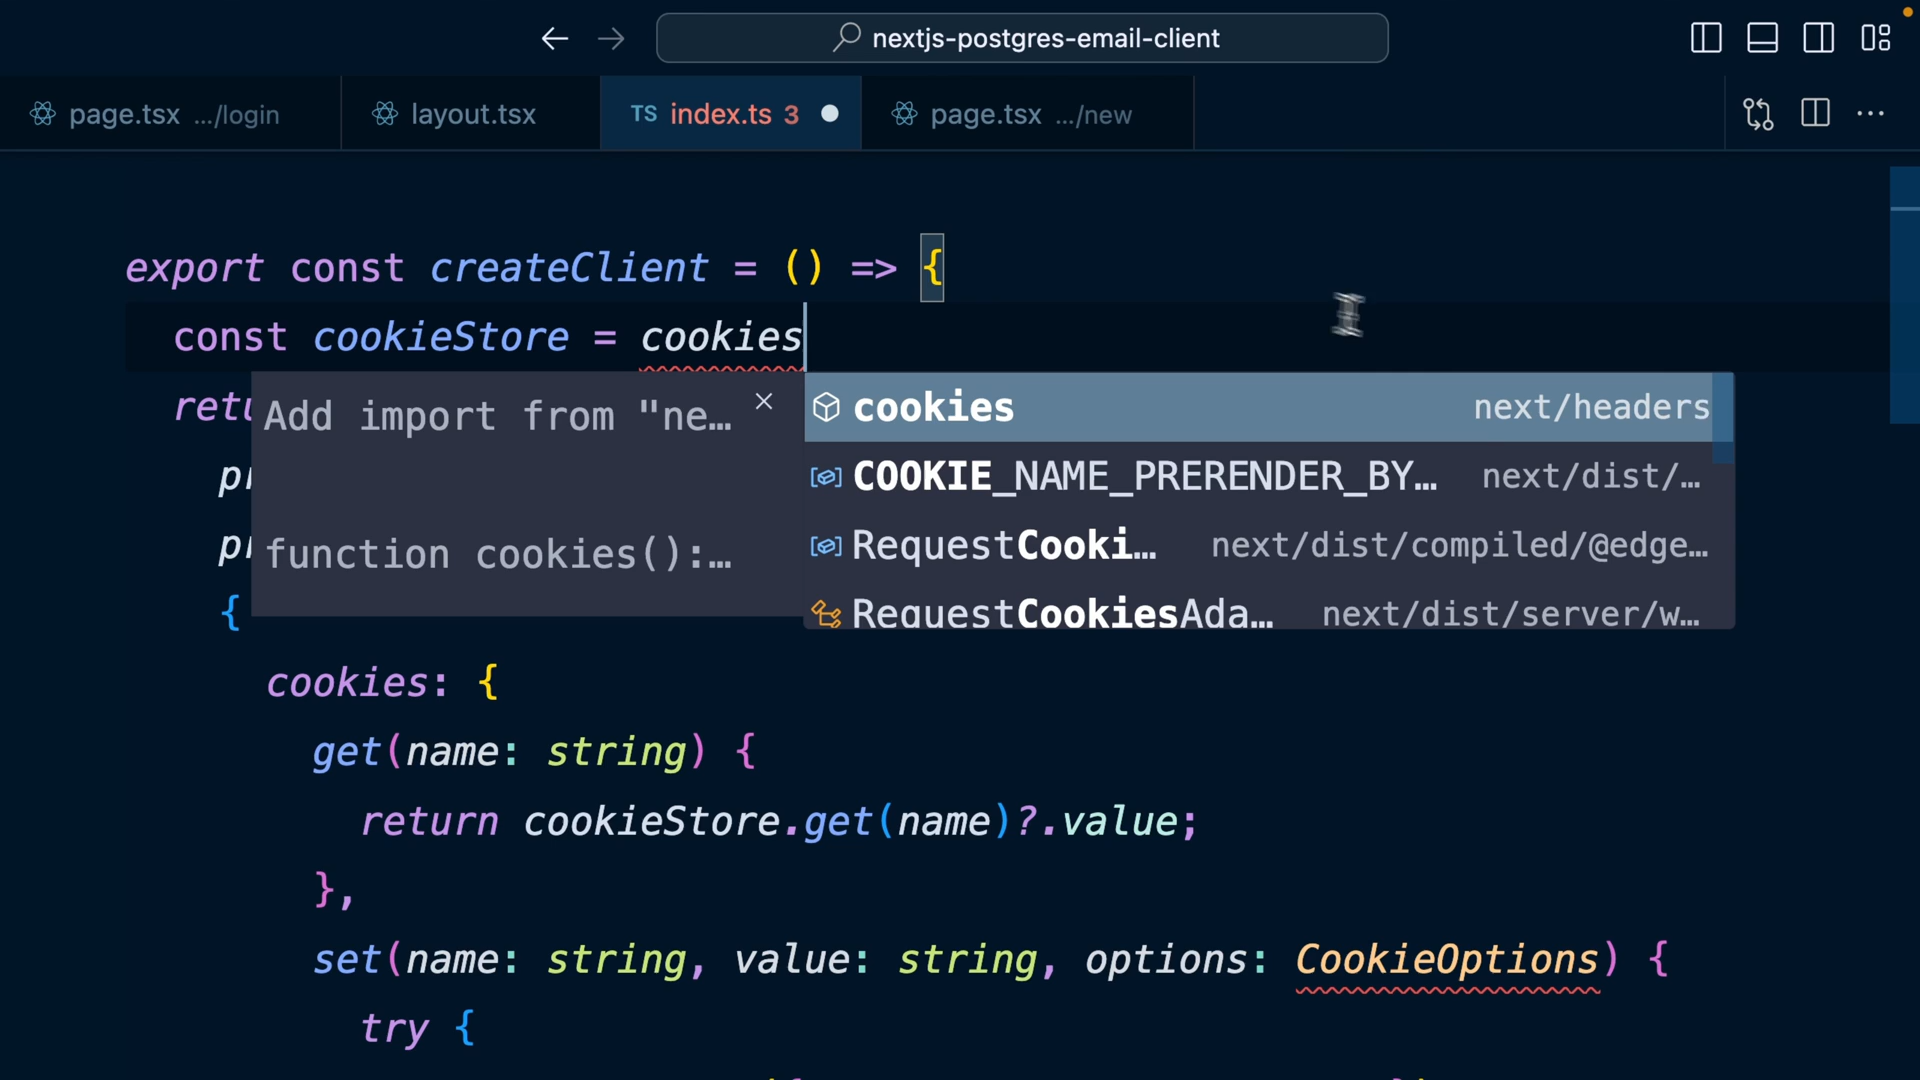 nextjs-postgres-email-client
page.tsx .../login
layout.tsx
TS index.ts 3
page.tsx .../new
export const createClient = () => {
const cookieStore = cookies
retu
Add import from "ne…
cookies next/headers
COOKIE_NAME_PRERENDER_BY… next/dist/…
function cookies():…
RequestCooki… next/dist/compiled/@edge…
RequestCookiesAda… next/dist/server/w…
{
cookies: {
get(name: string) {
return cookieStore.get(name)?.value;
},
set(name: string, value: string, options: CookieOptions) {
try {